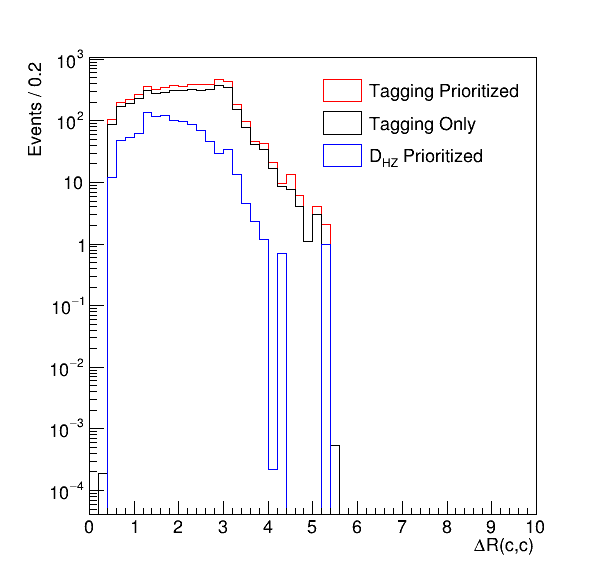 Events / 0.2
10³
10²
10
1
10⁻¹
10⁻²
10⁻³
10⁻⁴
Tagging Prioritized
Tagging Only
D_HZ Prioritized
0 1 2 3 4 5 6 7 8 9 10
ΔR(c,c)